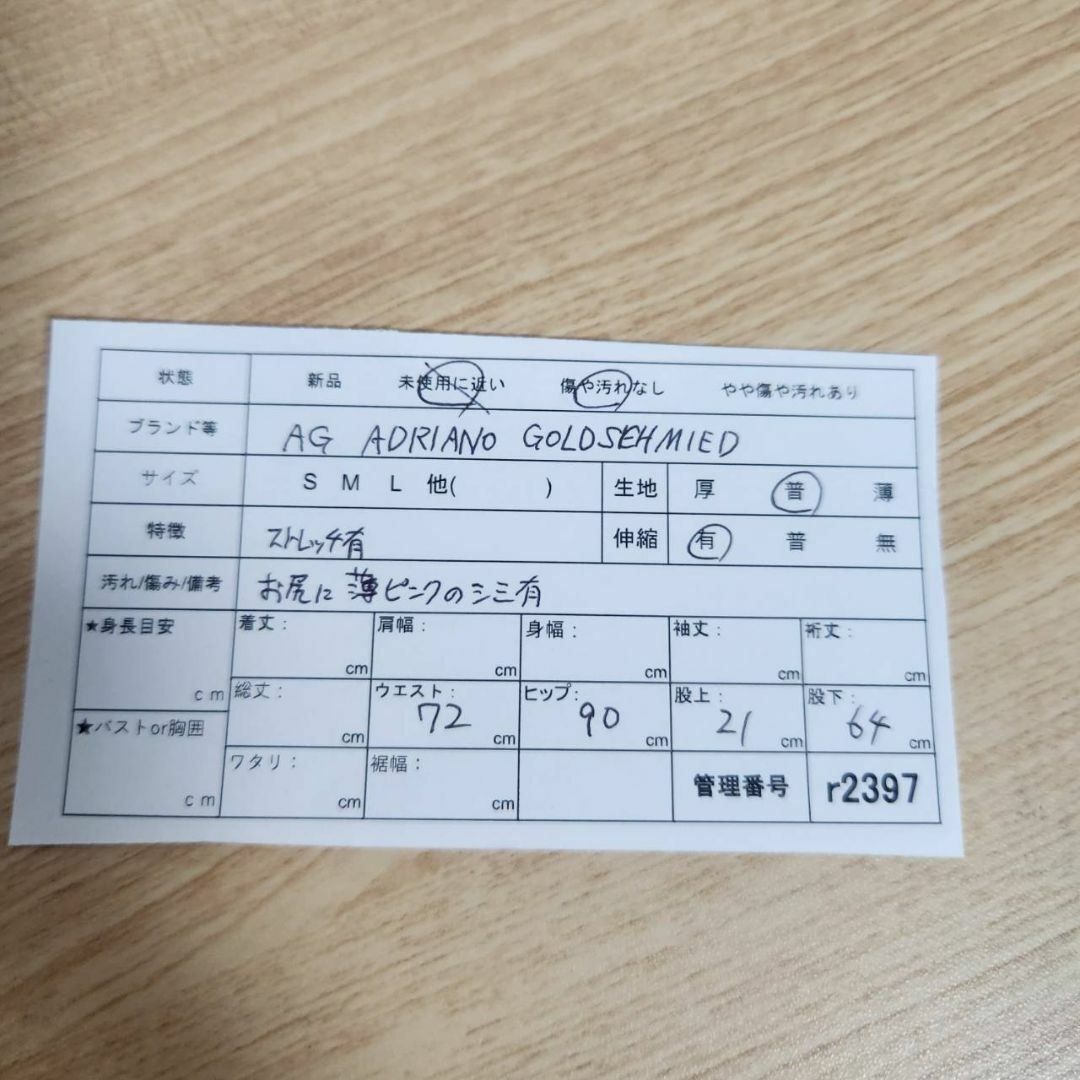 状態 新品 未使用に近い 傷や汚れなし やや傷や汚れあり
ブランド等 AG ADRIANO GOLDSCHMIED
サイズ S M L 他( ) 生地 厚 普 薄
特徴 ストレッチ有 伸縮 有 普 無
汚れ/傷み/備考 お尻に薄ピンクのシミ有
★身長目安 cm
着丈: cm 肩幅: cm 身幅: cm 袖丈: cm 裄丈: cm
総丈: cm ウエスト: 72 cm ヒップ: 90 cm 股上: 21 cm 股下: 64 cm
★バストor胸囲 cm
ワタリ: cm 裾幅: cm 管理番号 r2397